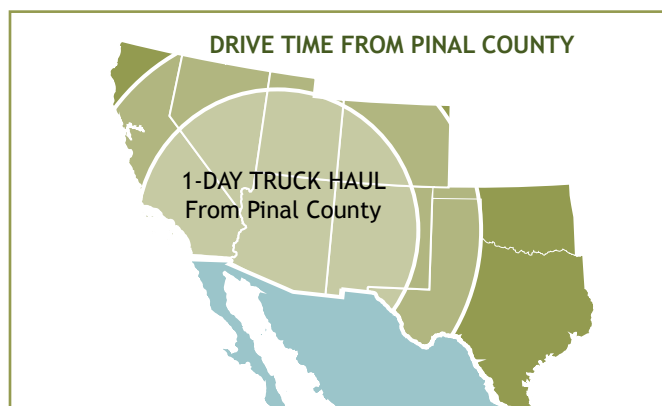 DRIVE TIME FROM PINAL COUNTY
1-DAY TRUCK HAUL
From Pinal County